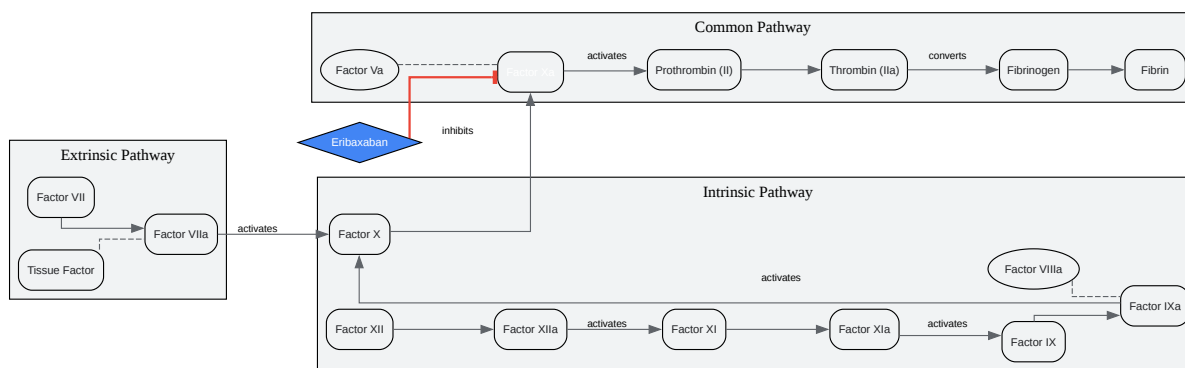 Common Pathway
Factor Va
Factor Xa
activates
Prothrombin (II)
Thrombin (IIa)
converts
Fibrinogen
Fibrin
Eribaxaban
inhibits
Extrinsic Pathway
Factor VII
Factor VIIa
Tissue Factor
activates
Intrinsic Pathway
Factor X
Factor VIIIa
activates
Factor IXa
Factor XII
Factor XIIa
activates
Factor XI
Factor XIa
activates
Factor IX